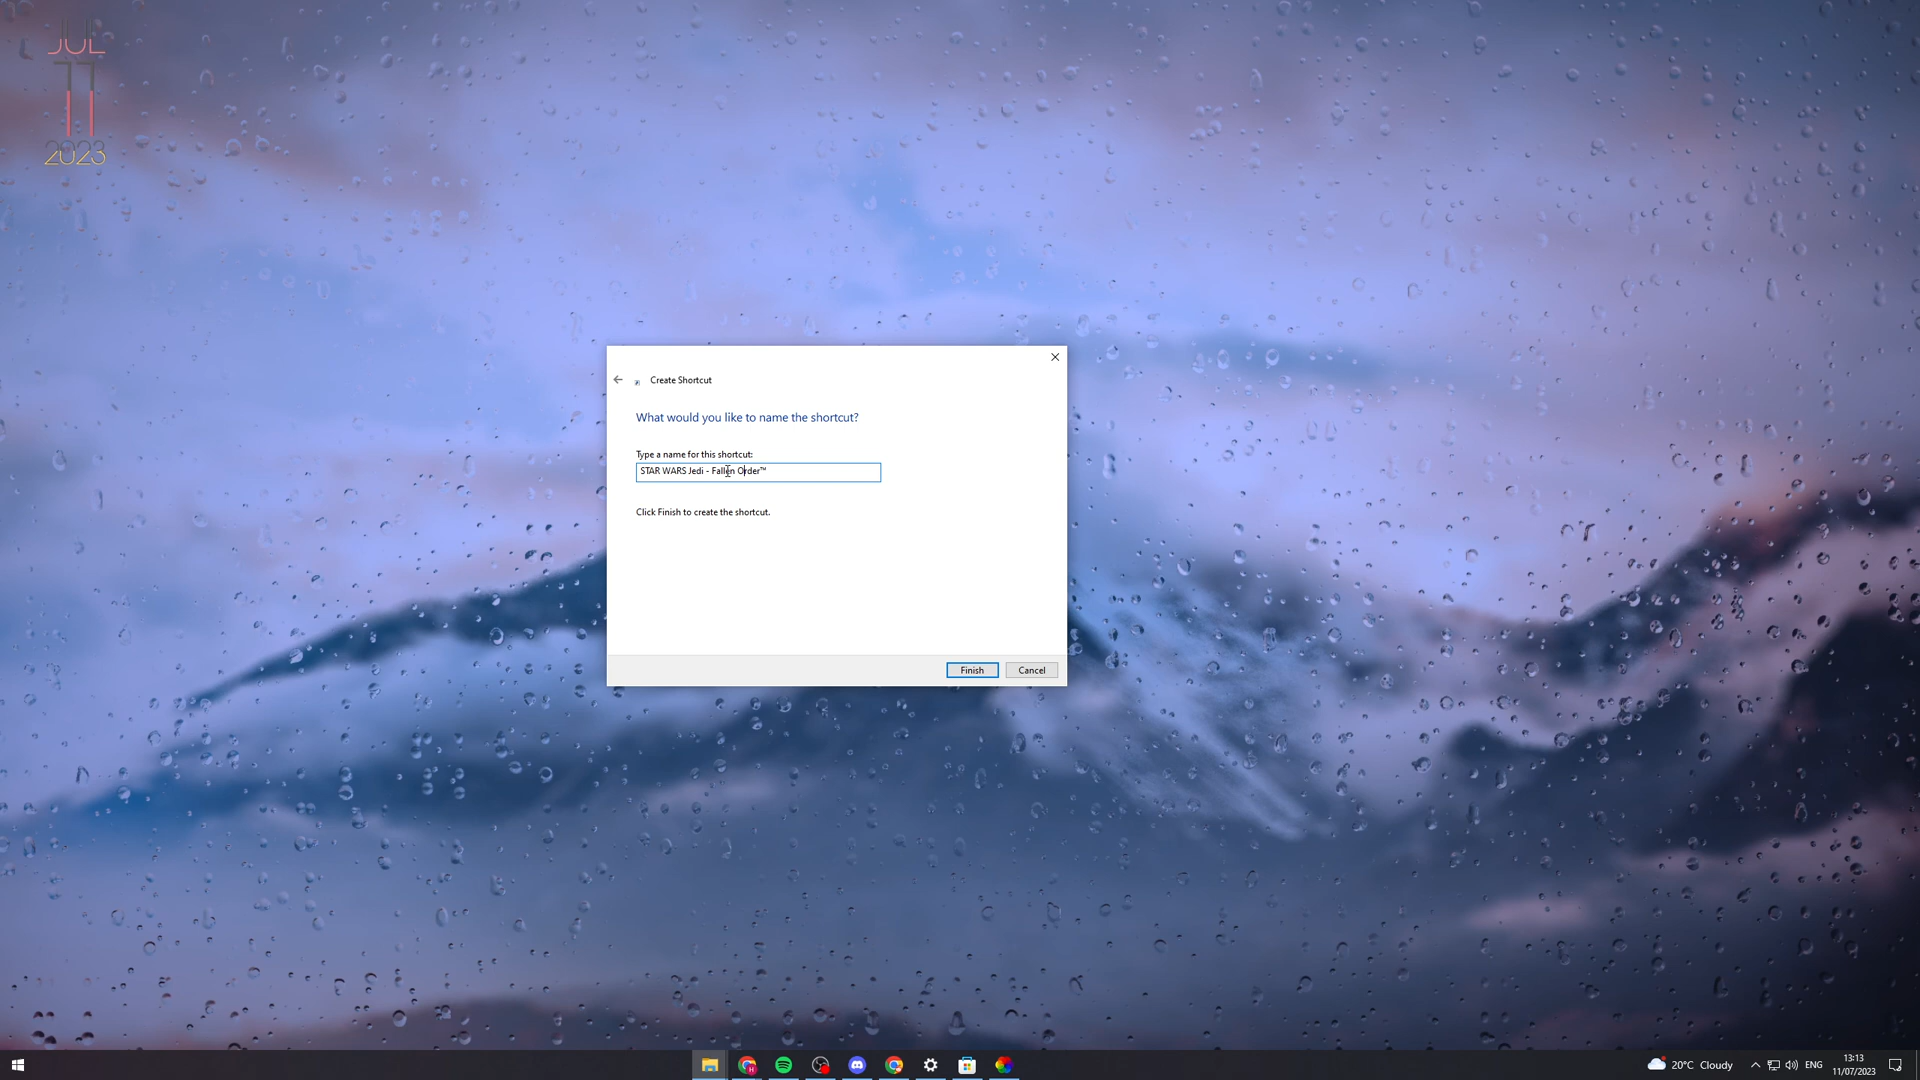 JUL
11
2023
Create Shortcut
What would you like to name the shortcut?
Type a name for this shortcut:
STAR WARS Jedi - Fallen Order™
Click Finish to create the shortcut.
Finish
Cancel
20°C Cloudy
ENG
13:13
11/07/2023